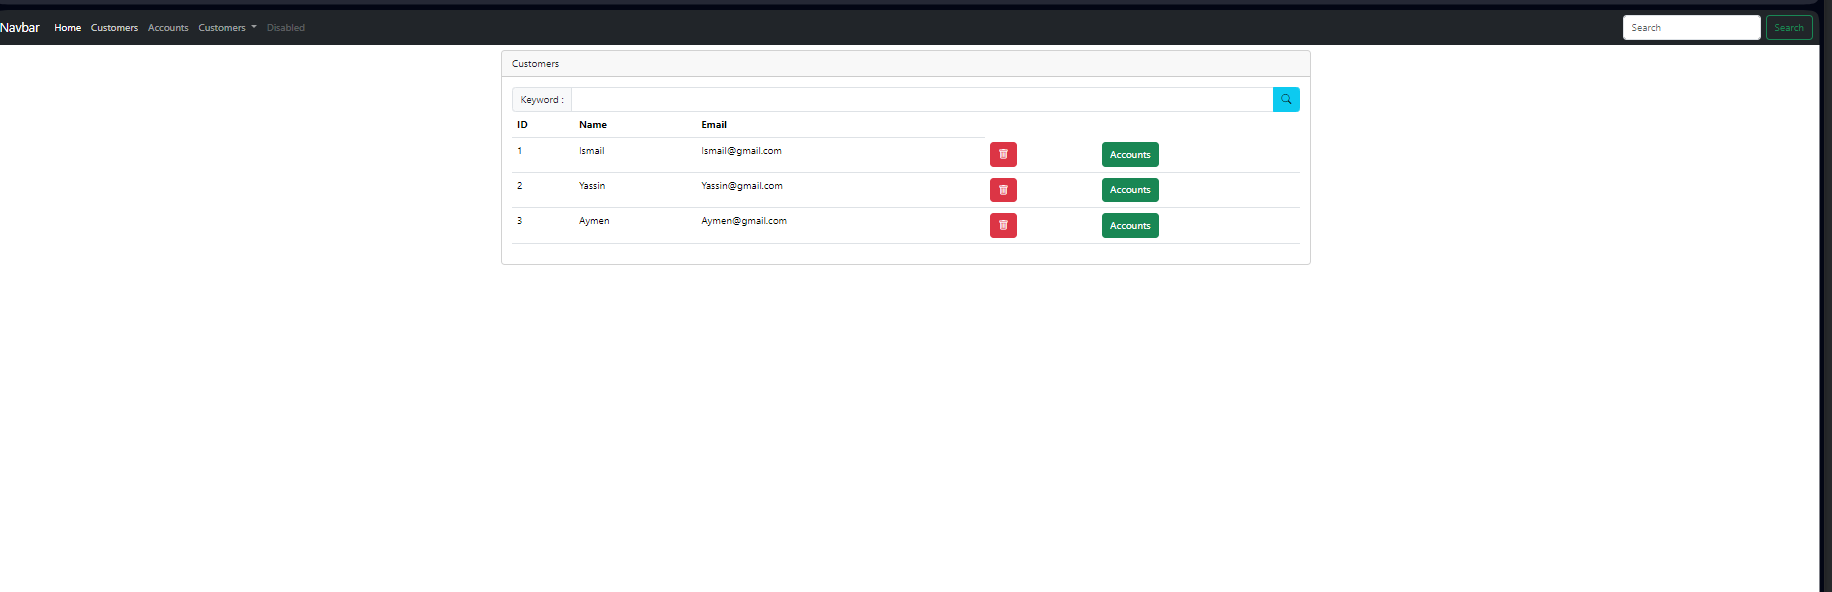 Navbar Home Customers Accounts Customers Disabled Search Search
Customers
Keyword :
ID Name Email
1 Ismail Ismail@gmail.com Accounts
2 Yassin Yassin@gmail.com Accounts
3 Aymen Aymen@gmail.com Accounts